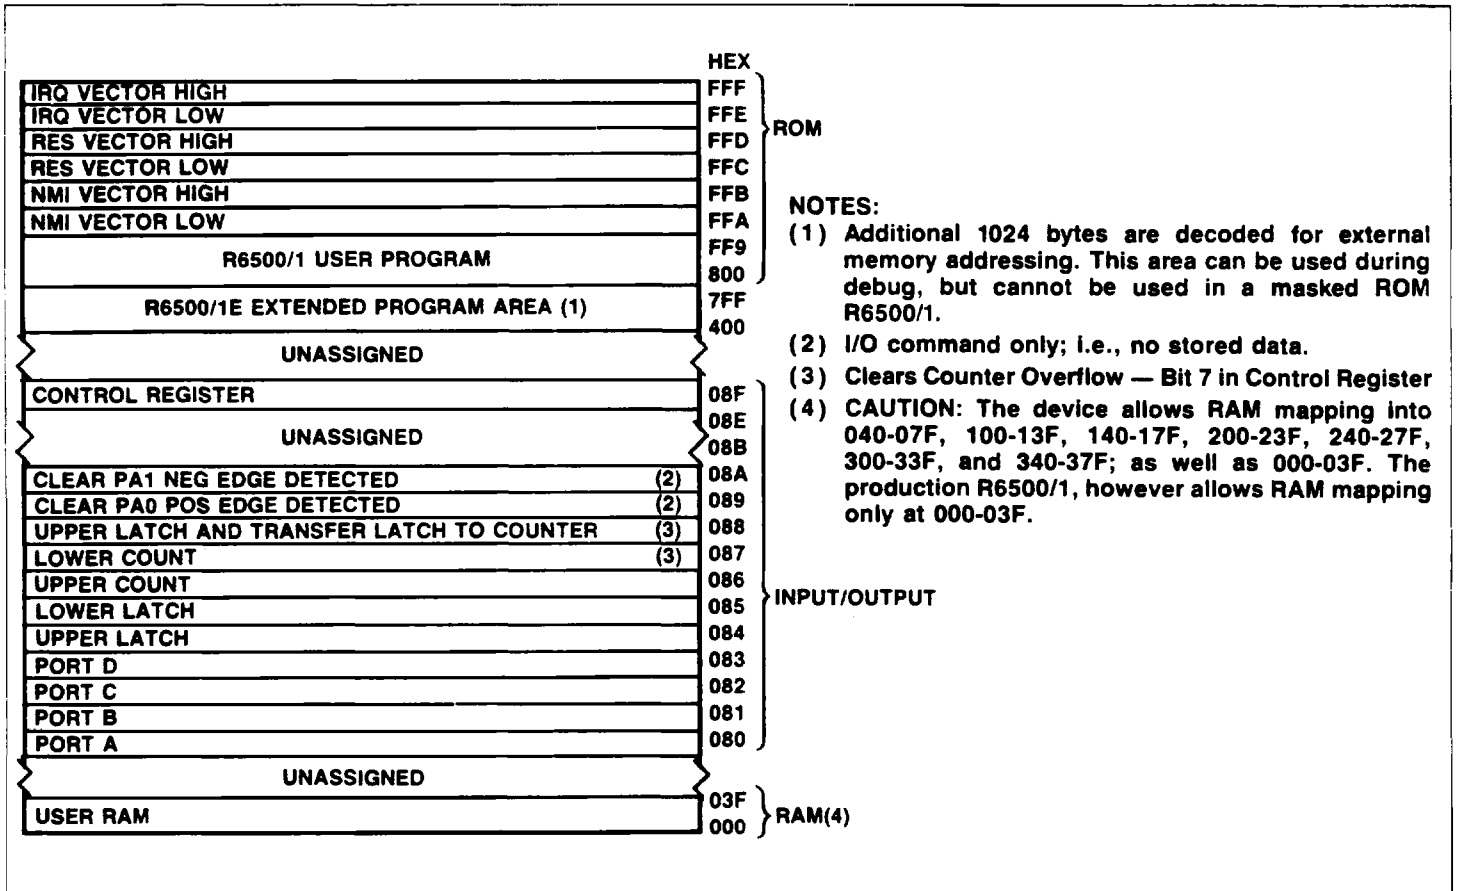 HEX
IRQ VECTOR HIGH FFF
IRQ VECTOR LOW FFE
ROM
RES VECTOR HIGH FFD
RES VECTOR LOW FFC
NMI VECTOR HIGH FFB
NMI VECTOR LOW FFA
FF9
R6500/1 USER PROGRAM
800
7FF
R6500/1E EXTENDED PROGRAM AREA (1)
400
UNASSIGNED
CONTROL REGISTER 08F
08E
UNASSIGNED
08B
CLEAR PA1 NEG EDGE DETECTED (2) 08A
CLEAR PA0 POS EDGE DETECTED (2) 089
UPPER LATCH AND TRANSFER LATCH TO COUNTER (3) 088
LOWER COUNT (3) 087
UPPER COUNT 086
LOWER LATCH 085
INPUT/OUTPUT
UPPER LATCH 084
PORT D 083
PORT C 082
PORT B 081
PORT A 080
UNASSIGNED
03F
USER RAM
RAM(4)
000
NOTES:
(1) Additional 1024 bytes are decoded for external
memory addressing. This area can be used during
debug, but cannot be used in a masked ROM
R6500/1.
(2) I/O command only; i.e., no stored data.
(3) Clears Counter Overflow — Bit 7 in Control Register
(4) CAUTION: The device allows RAM mapping into
040-07F, 100-13F, 140-17F, 200-23F, 240-27F,
300-33F, and 340-37F; as well as 000-03F. The
production R6500/1, however allows RAM mapping
only at 000-03F.